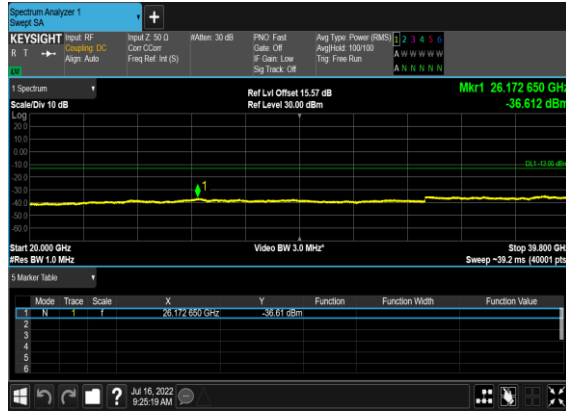 Spectrum Analyzer 1
Swept SA
+
KEYSIGHT Input: RF Input Z: 50 Ω #Atten: 30 dB PNO: Fast Avg Type: Power (RMS) 1 2 3 4 5 6
R T Coupling: DC Corr CCorr Gate: Off Avg|Hold: 100/100 A W W W W W
Align: Auto Freq Ref: Int (S) IF Gain: Low Trig: Free Run
Sig Track: Off A N N N N N
1 Spectrum
Ref Lvl Offset 15.57 dB Mkr1 26.172 650 GHz
Scale/Div 10 dB Ref Level 30.00 dBm -36.612 dBm
Log
20.0
10.0
0.00
-10.0 DL1 -13.00 dBm
-20.0
-30.0 1
-40.0
-50.0
-60.0
Start 20.000 GHz Video BW 3.0 MHz* Stop 39.800 GHz
#Res BW 1.0 MHz Sweep ~39.2 ms (40001 pts)
5 Marker Table
Mode Trace Scale X Y Function Function Width Function Value
1 N 1 f 26.172 650 GHz -36.61 dBm
2
3
4
5
6
? Jul 16, 2022
9:25:19 AM